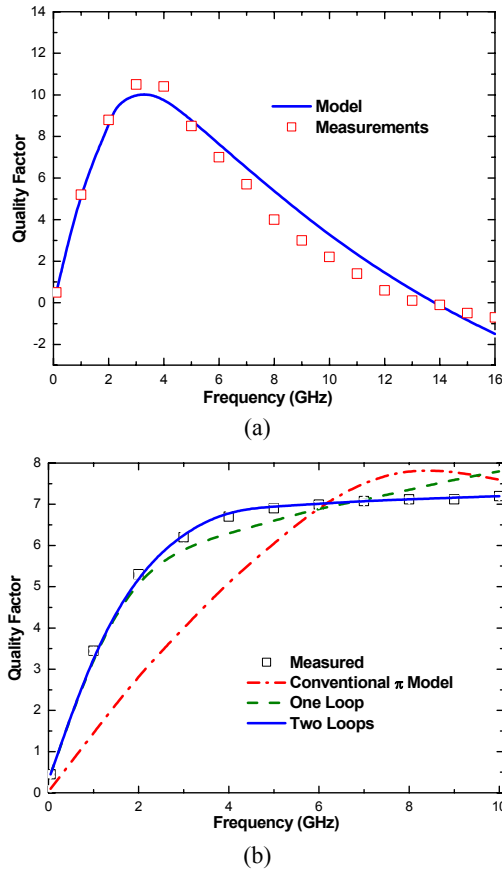 14
12
10
8
6
4
2
0
-2
Quality Factor
Model
Measurements
0 2 4 6 8 10 12 14 16
Frequency (GHz)
(a)
8
7
6
5
4
3
2
1
0
Quality Factor
Measured
Conventional π Model
One Loop
Two Loops
0 2 4 6 8 10
Frequency (GHz)
(b)